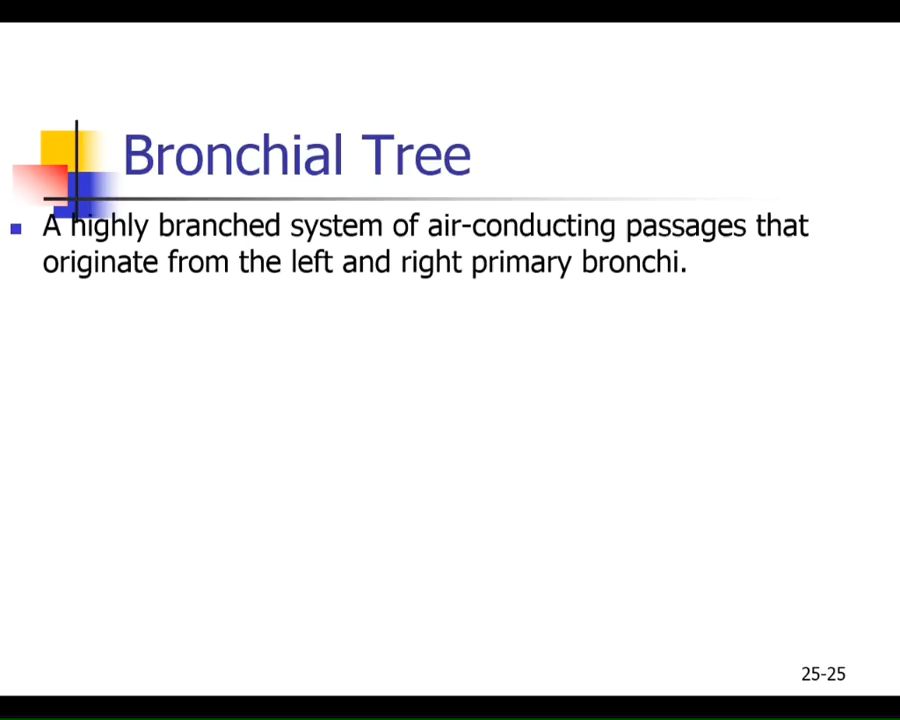 Bronchial Tree
A highly branched system of air-conducting passages that
originate from the left and right primary bronchi.
25-25